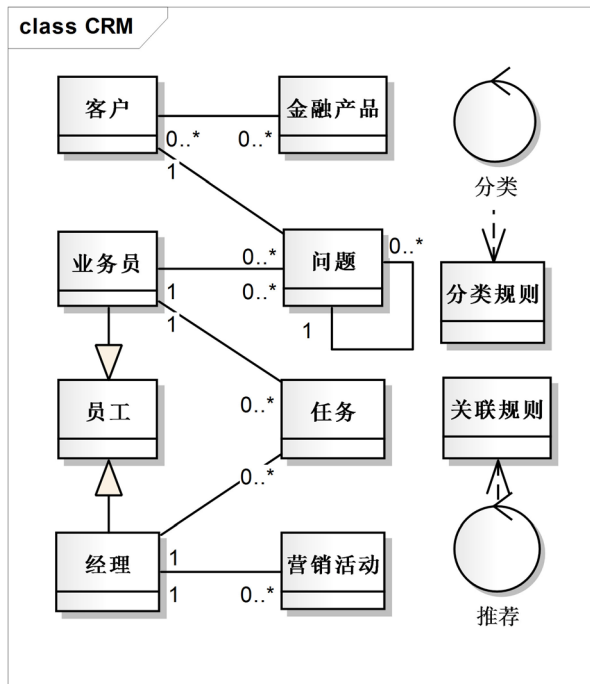 class CRM
客户
金融产品
0..*
0..*
1
分类
业务员
0..*
问题
0..*
1
0..*
分类规则
1
1
员工
0..*
任务
关联规则
0..*
经理
1
营销活动
1
0..*
推荐